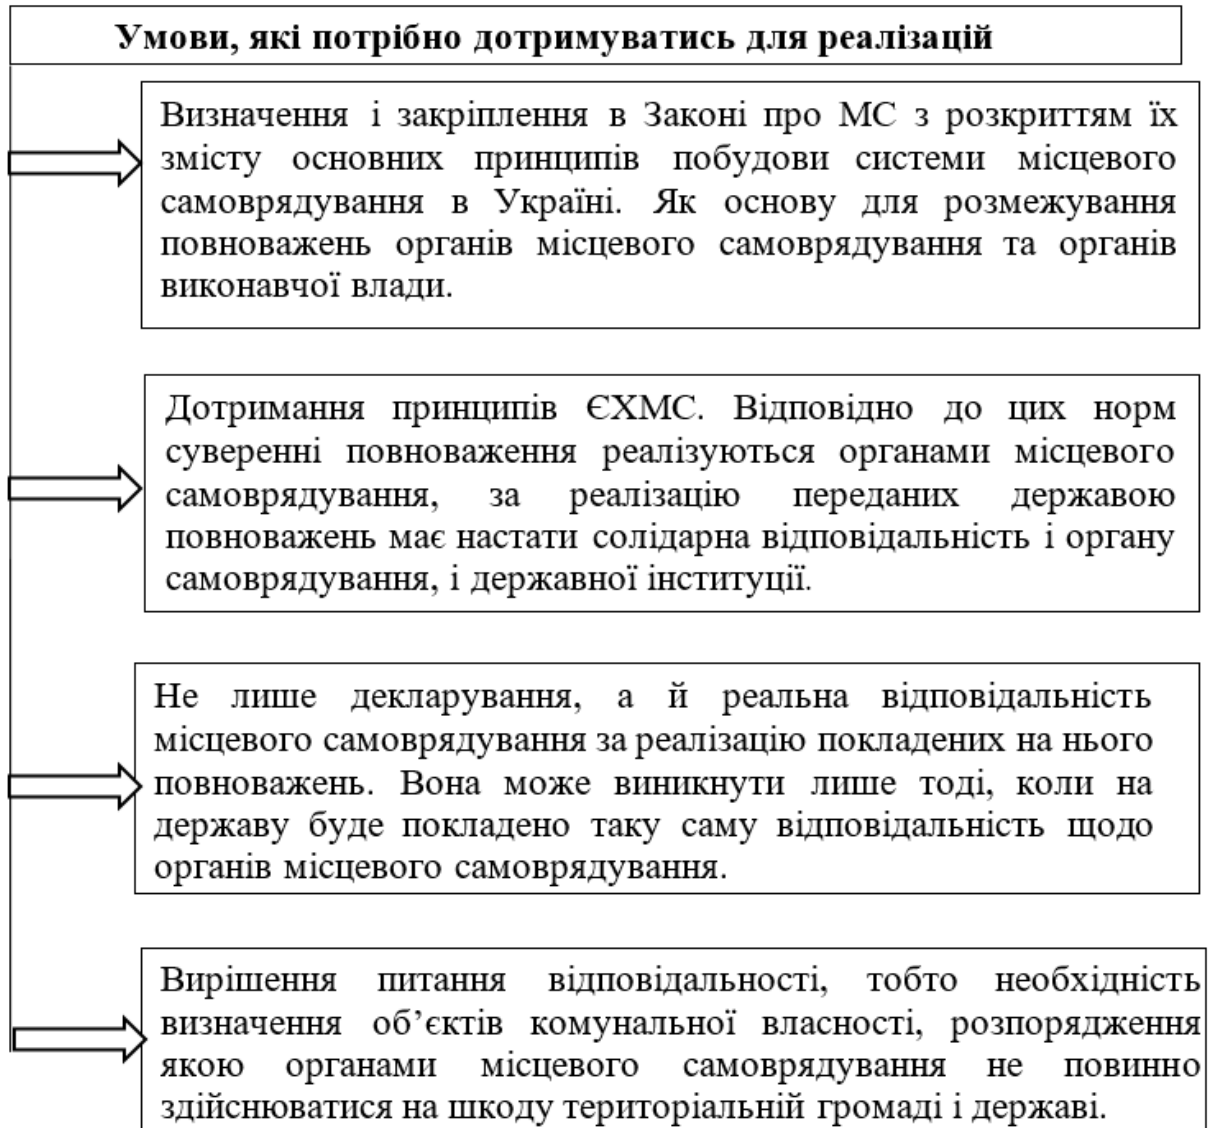 Умови, які потрібно дотримуватись для реалізацій
Визначення і закріплення в Законі про МС з розкриттям їх
змісту основних принципів побудови системи місцевого
самоврядування в Україні. Як основу для розмежування
повноважень органів місцевого самоврядування та органів
виконавчої влади.
Дотримання принципів ЄХМС. Відповідно до цих норм
суверенні повноваження реалізуються органами місцевого
самоврядування, за реалізацію переданих державою
повноважень має настати солідарна відповідальність і органу
самоврядування, і державної інституції.
Не лише декларування, а й реальна відповідальність
місцевого самоврядування за реалізацію покладених на нього
повноважень. Вона може виникнути лише тоді, коли на
державу буде покладено таку саму відповідальність щодо
органів місцевого самоврядування.
Вирішення питання відповідальності, тобто необхідність
визначення об’єктів комунальної власності, розпорядження
якою органами місцевого самоврядування не повинно
здійснюватися на шкоду територіальній громаді і державі.